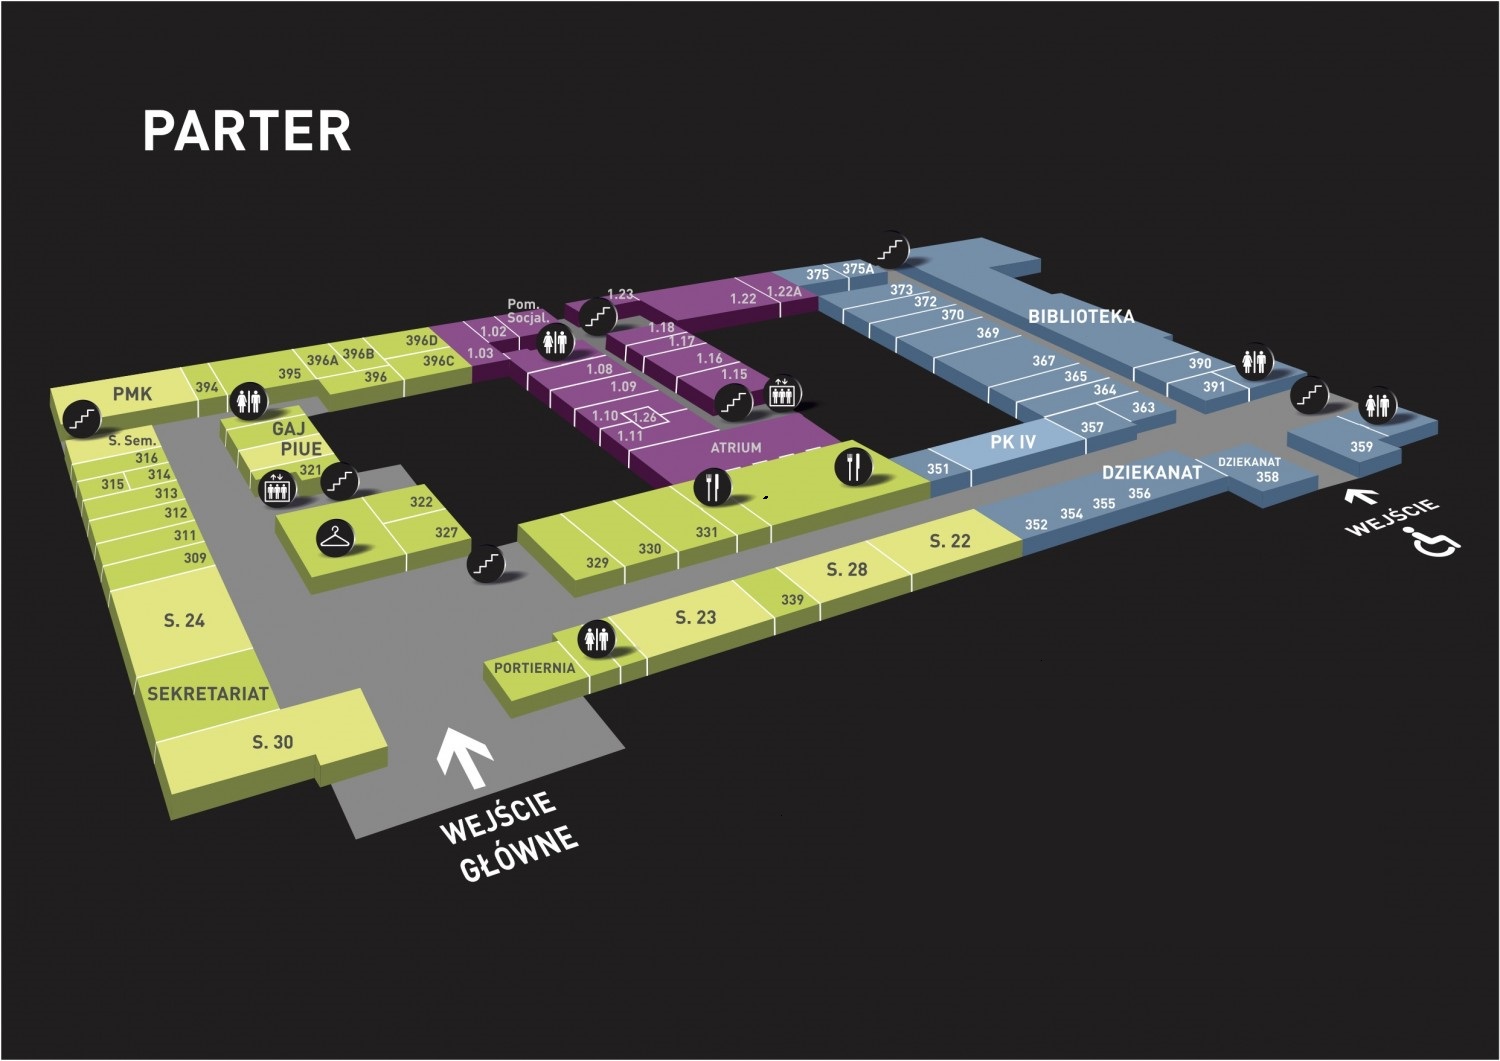 PARTER
375
375A
1.23
1.22
1.22A
373
Pom.
Socjal.
372
370
BIBLIOTEKA
1.02
1.18
369
396D
1.17
396A
396B
1.03
1.16
367
390
396C
1.08
1.15
365
391
395
396
1.09
364
394
PMK
363
1.10
1.26
357
GAJ
1.11
PK IV
359
S. Sem.
PIUE
ATRIUM
316
321
351
DZIEKANAT
DZIEKANAT
358
314
315
313
322
356
355
354
352
WEJŚCIE
312
327
331
311
330
S. 22
309
329
S. 28
339
S. 24
S. 23
PORTIERNIA
SEKRETARIAT
S. 30
WEJŚCIE
GŁÓWNE